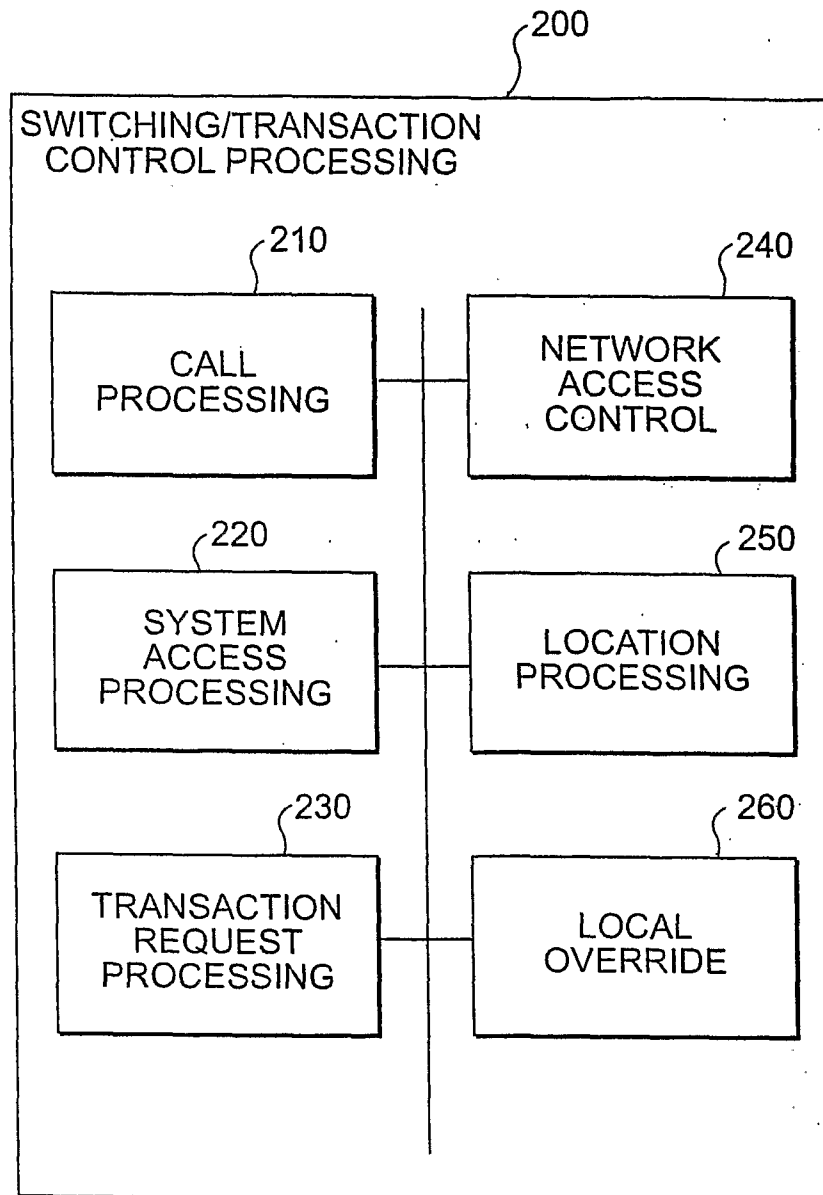 200
SWITCHING/TRANSACTION
CONTROL PROCESSING
210
CALL
PROCESSING
240
NETWORK
ACCESS
CONTROL
220
SYSTEM
ACCESS
PROCESSING
250
LOCATION
PROCESSING
230
TRANSACTION
REQUEST
PROCESSING
260
LOCAL
OVERRIDE